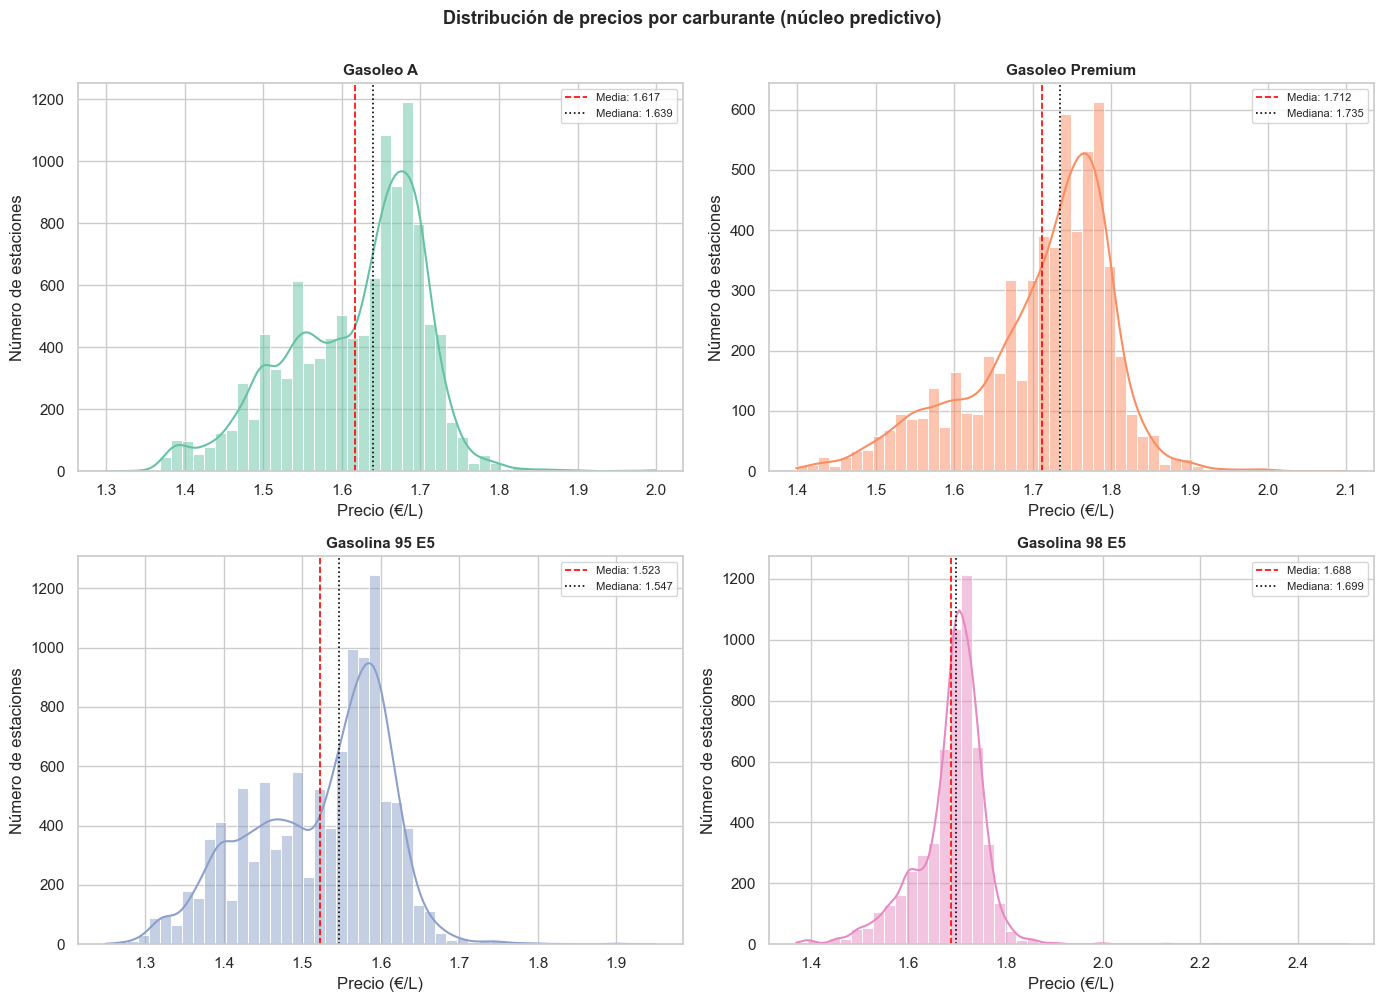 Distribución de precios por carburante (núcleo predictivo)
Gasoleo A
Media: 1.617
Mediana: 1.639
Número de estaciones
1200
1000
800
600
400
200
0
1.3 1.4 1.5 1.6 1.7 1.8 1.9 2.0
Precio (€/L)
Gasoleo Premium
Media: 1.712
Mediana: 1.735
Número de estaciones
600
500
400
300
200
100
0
1.4 1.5 1.6 1.7 1.8 1.9 2.0 2.1
Precio (€/L)
Gasolina 95 E5
Media: 1.523
Mediana: 1.547
Número de estaciones
1200
1000
800
600
400
200
0
1.3 1.4 1.5 1.6 1.7 1.8 1.9
Precio (€/L)
Gasolina 98 E5
Media: 1.688
Mediana: 1.699
Número de estaciones
1200
1000
800
600
400
200
0
1.4 1.6 1.8 2.0 2.2 2.4
Precio (€/L)